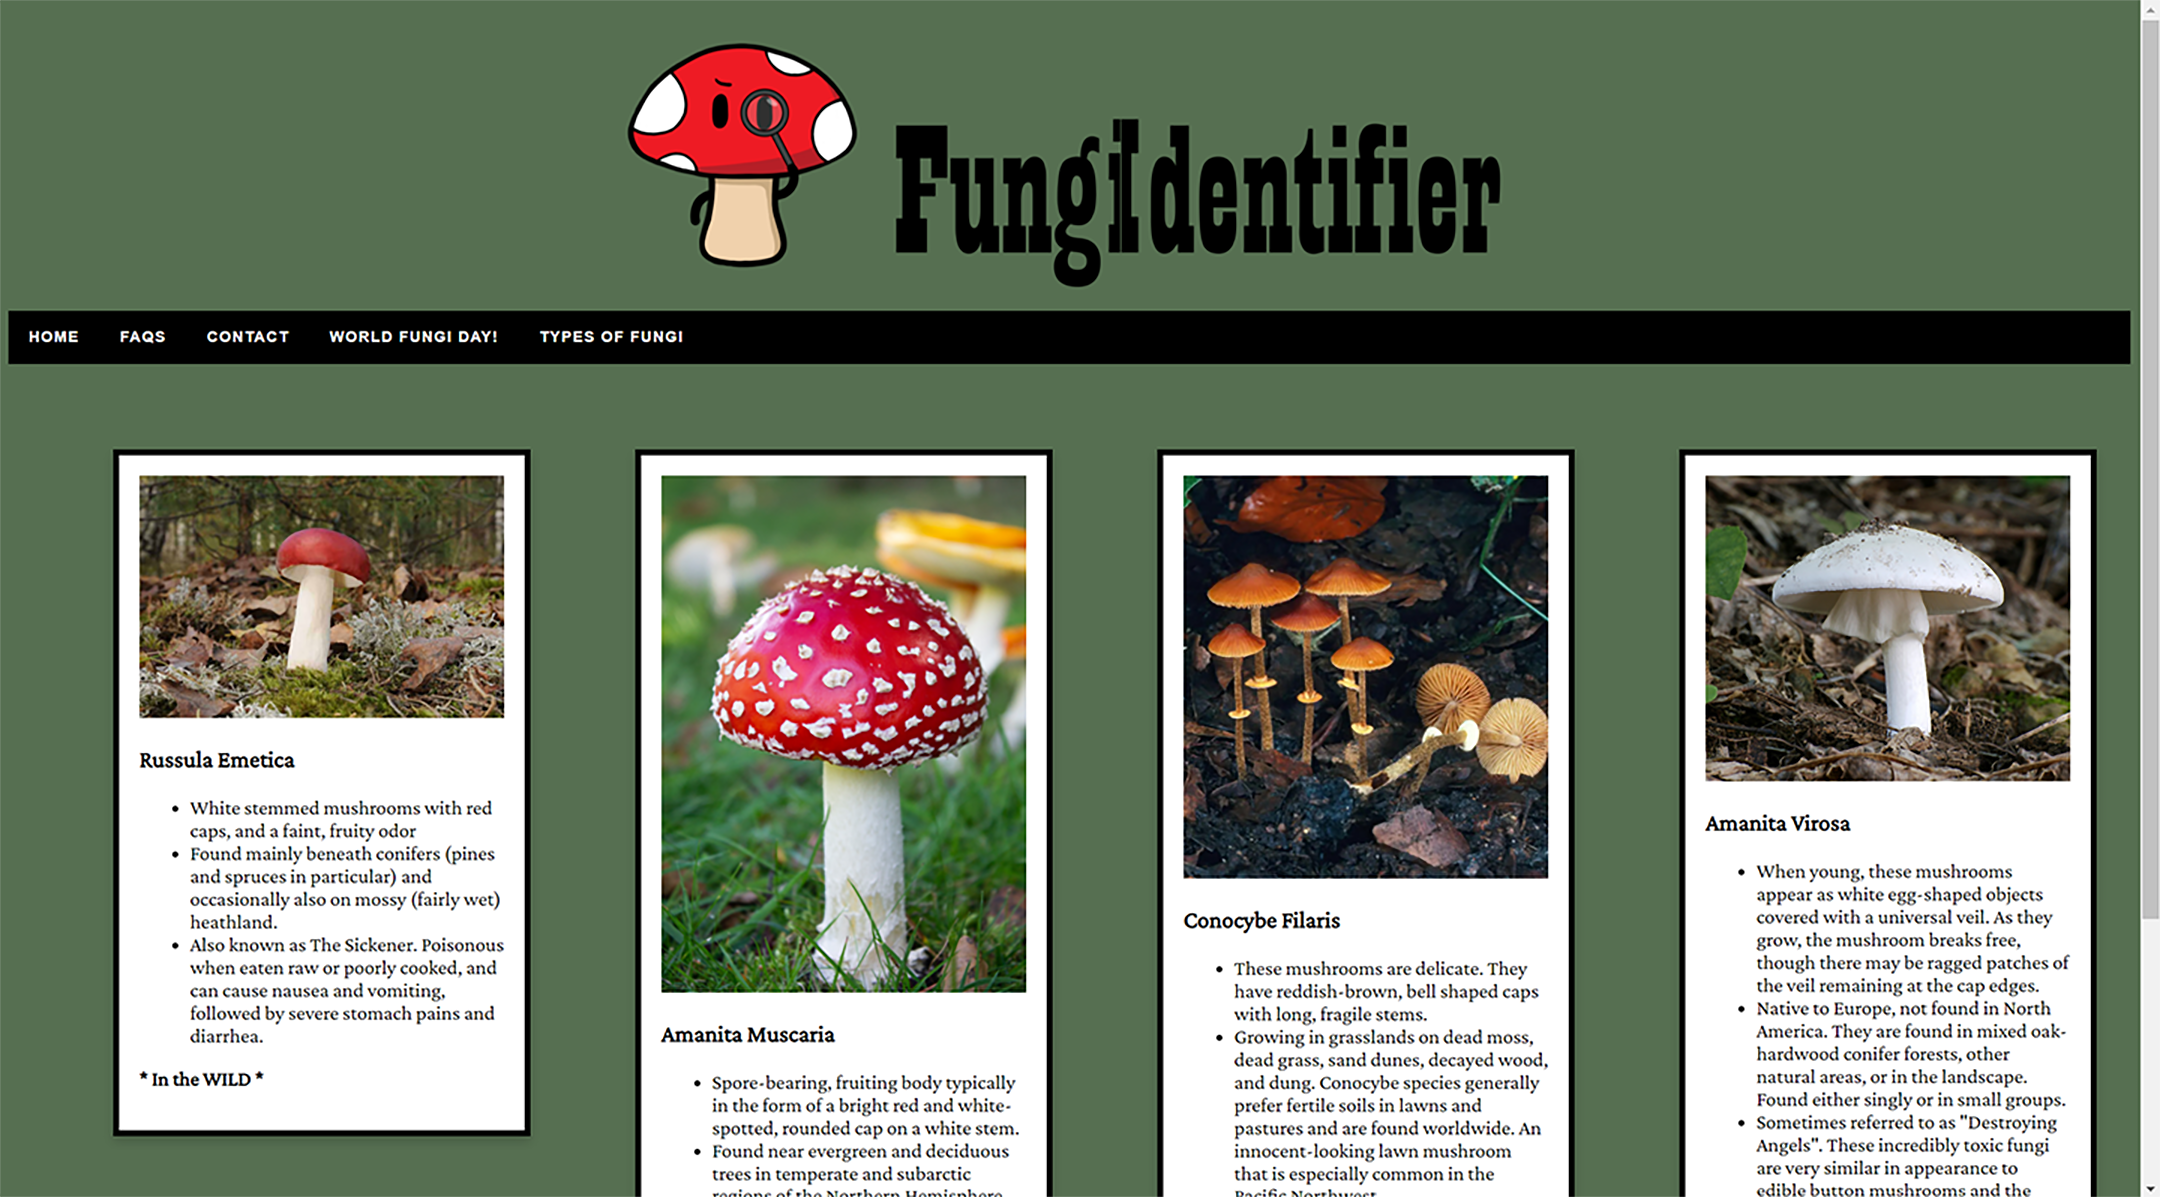 FungiIdentifier
HOME FAQS CONTACT WORLD FUNGI DAY! TYPES OF FUNGI
Russula Emetica
• White stemmed mushrooms with red
caps, and a faint, fruity odor
• Found mainly beneath conifers (pines
and spruces in particular) and
occasionally also on mossy (fairly wet)
heathland.
• Also known as The Sickener. Poisonous
when eaten raw or poorly cooked, and
can cause nausea and vomiting,
followed by severe stomach pains and
diarrhea.
* In the WILD *
Amanita Muscaria
• Spore-bearing, fruiting body typically
in the form of a bright red and white-
spotted, rounded cap on a white stem.
• Found near evergreen and deciduous
trees in temperate and subarctic
regions of the Northern Hemisphere
Conocybe Filaris
• These mushrooms are delicate. They
have reddish-brown, bell shaped caps
with long, fragile stems.
• Growing in grasslands on dead moss,
dead grass, sand dunes, decayed wood,
and dung. Conocybe species generally
prefer fertile soils in lawns and
pastures and are found worldwide. An
innocent-looking lawn mushroom
that is especially common in the
Pacific Northwest
Amanita Virosa
• When young, these mushrooms
appear as white egg-shaped objects
covered with a universal veil. As they
grow, the mushroom breaks free,
though there may be ragged patches of
the veil remaining at the cap edges.
• Native to Europe, not found in North
America. They are found in mixed oak-
hardwood conifer forests, other
natural areas, or in the landscape.
Found either singly or in small groups.
• Sometimes referred to as "Destroying
Angels". These incredibly toxic fungi
are very similar in appearance to
edible button mushrooms and the